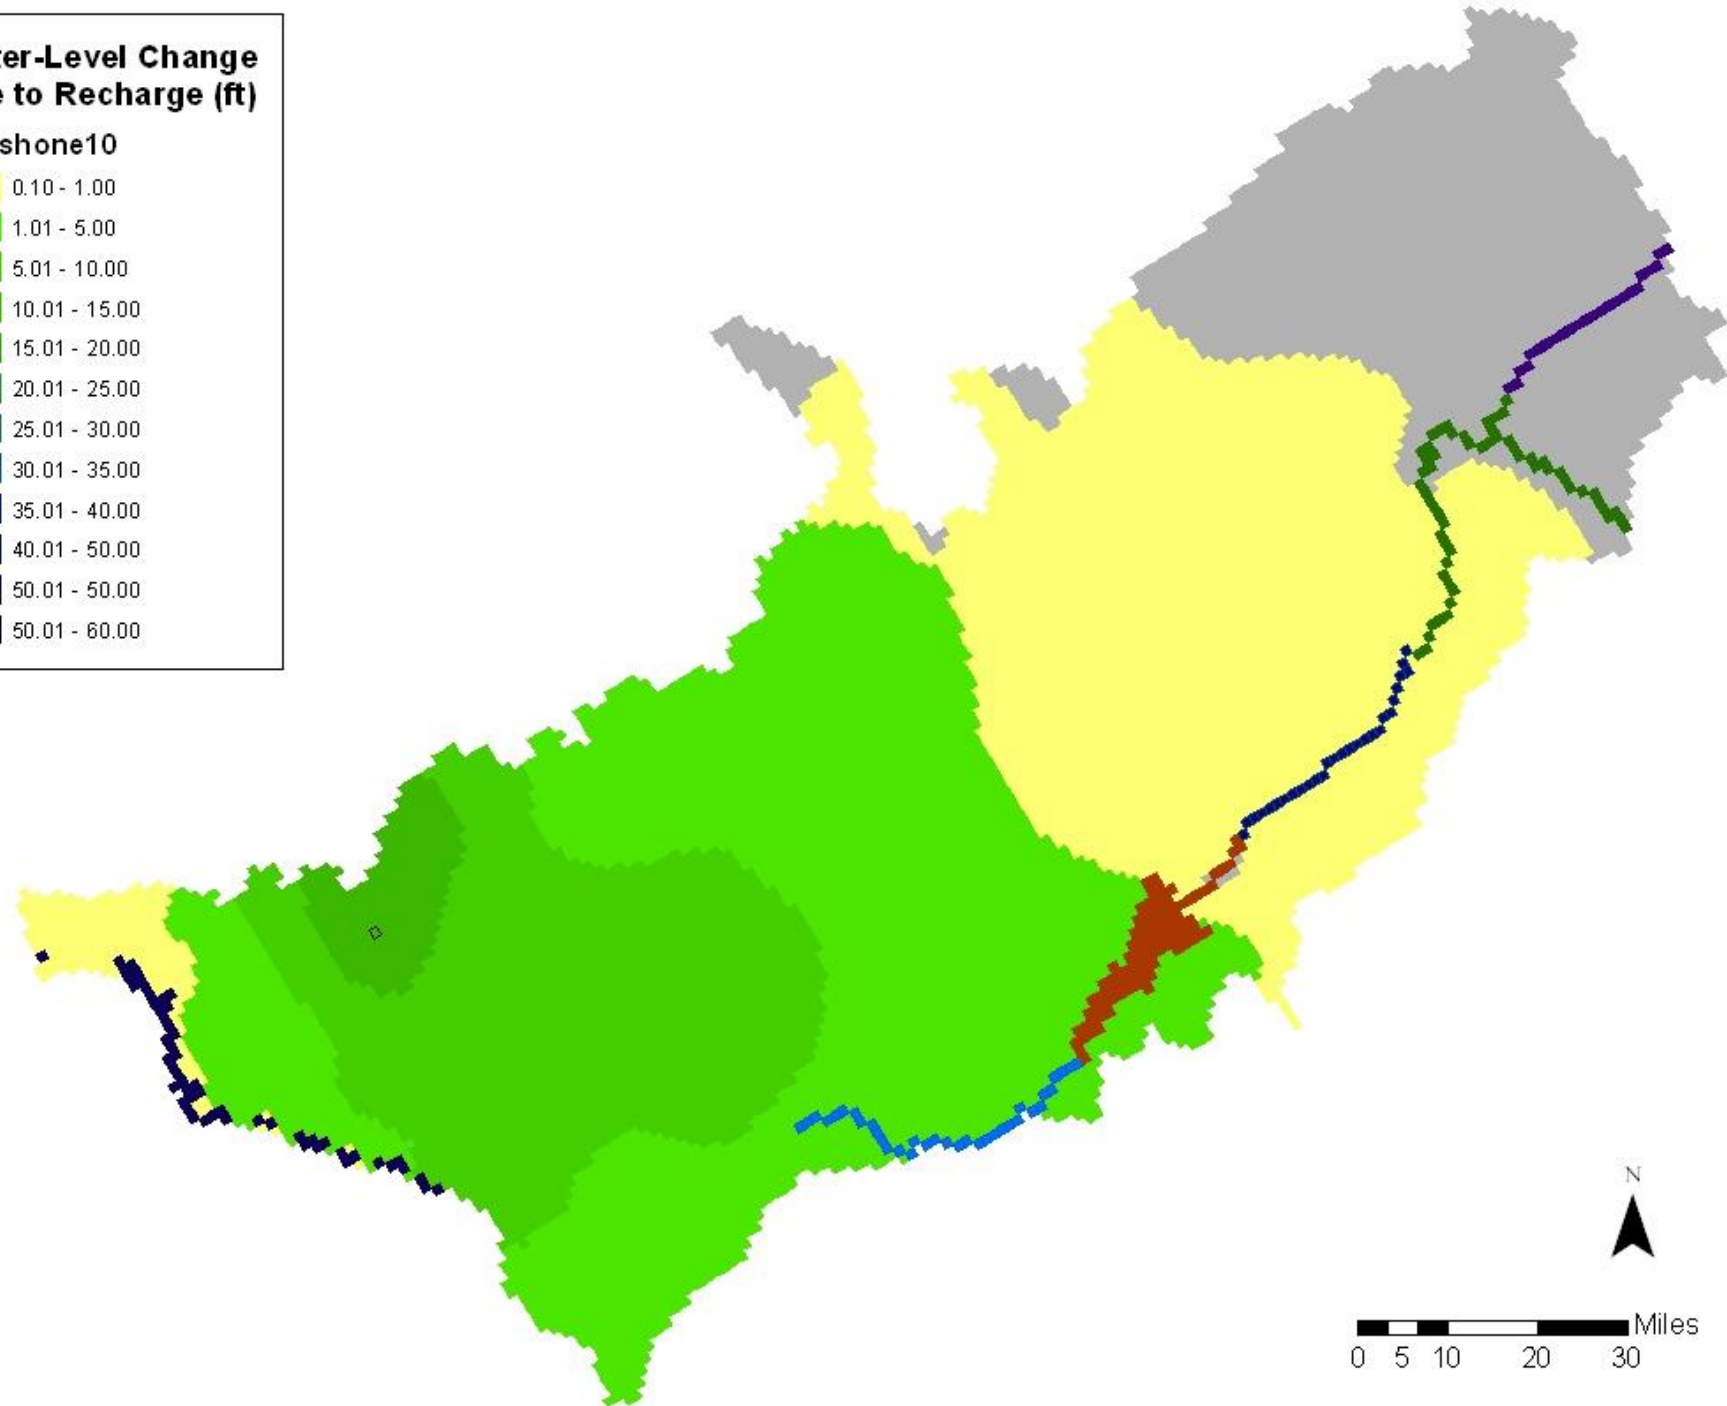 ter-Level Change
e to Recharge (ft)
shone10
0.10 - 1.00
1.01 - 5.00
5.01 - 10.00
10.01 - 15.00
15.01 - 20.00
20.01 - 25.00
25.01 - 30.00
30.01 - 35.00
35.01 - 40.00
40.01 - 50.00
50.01 - 50.00
50.01 - 60.00
N
Miles
0 5 10 20 30